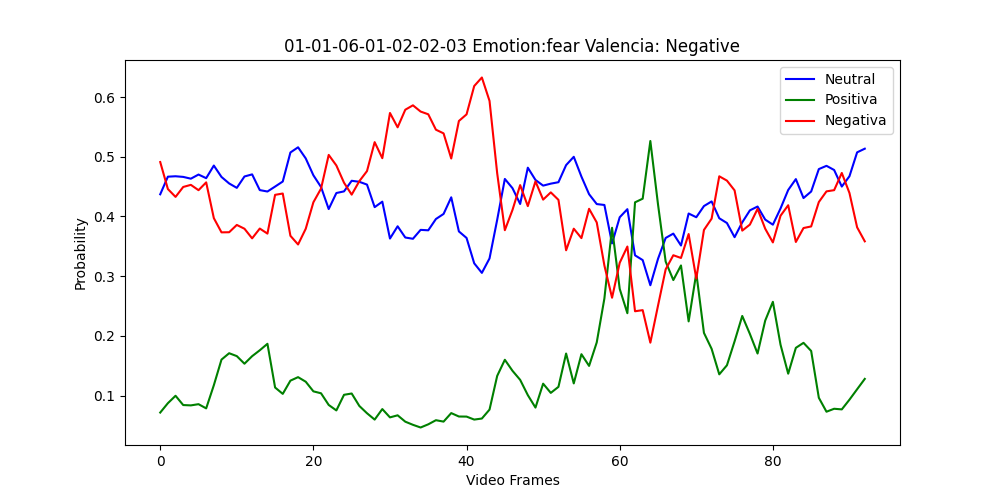 01-01-06-01-02-02-03 Emotion:fear Valencia: Negative
Neutral
Positiva
Negativa
Probability
0.6
0.5
0.4
0.3
0.2
0.1
0 20 40 60 80
Video Frames